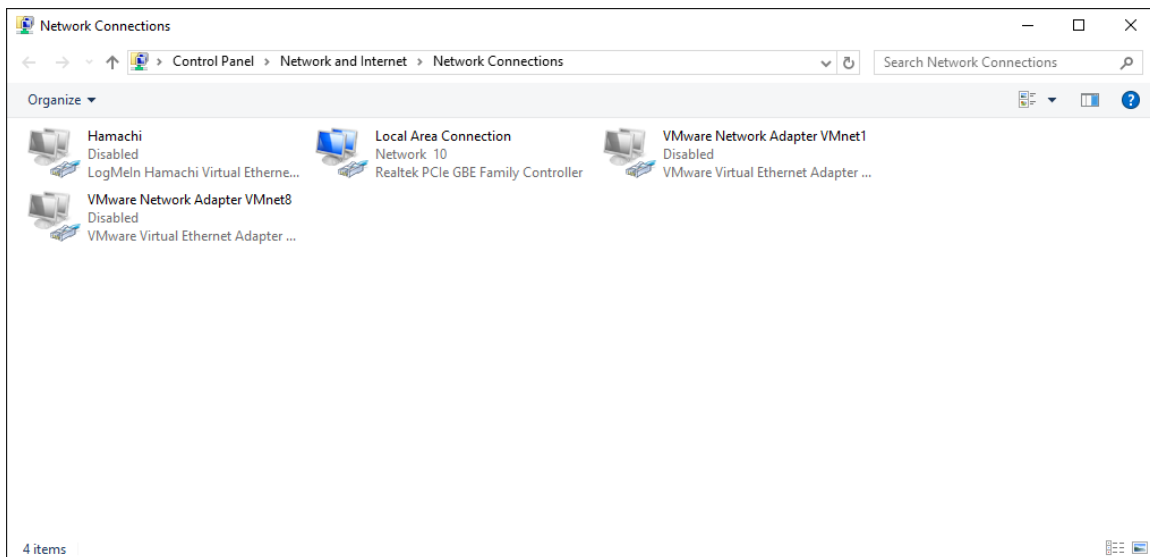 Network Connections
Control Panel > Network and Internet > Network Connections
Search Network Connections
Organize
Hamachi
Disabled
LogMeIn Hamachi Virtual Etherne...
Local Area Connection
Network 10
Realtek PCIe GBE Family Controller
VMware Network Adapter VMnet1
Disabled
VMware Virtual Ethernet Adapter ...
VMware Network Adapter VMnet8
Disabled
VMware Virtual Ethernet Adapter ...
4 items